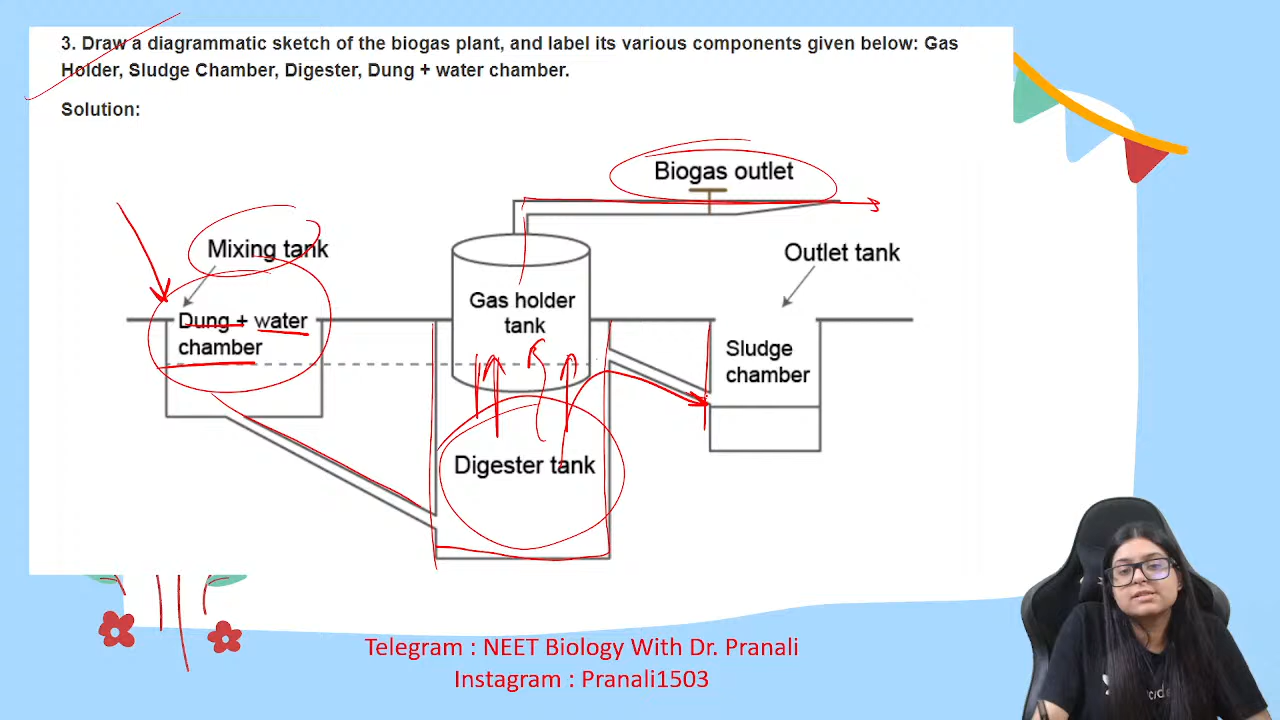 3. Draw a diagrammatic sketch of the biogas plant, and label its various components given below: Gas
Holder, Sludge Chamber, Digester, Dung + water chamber.
Solution:
Biogas outlet
Mixing tank
Outlet tank
Dung + water
chamber
Gas holder
tank
Sludge
chamber
Digester tank
Telegram : NEET Biology With Dr. Pranali
Instagram : Pranali1503